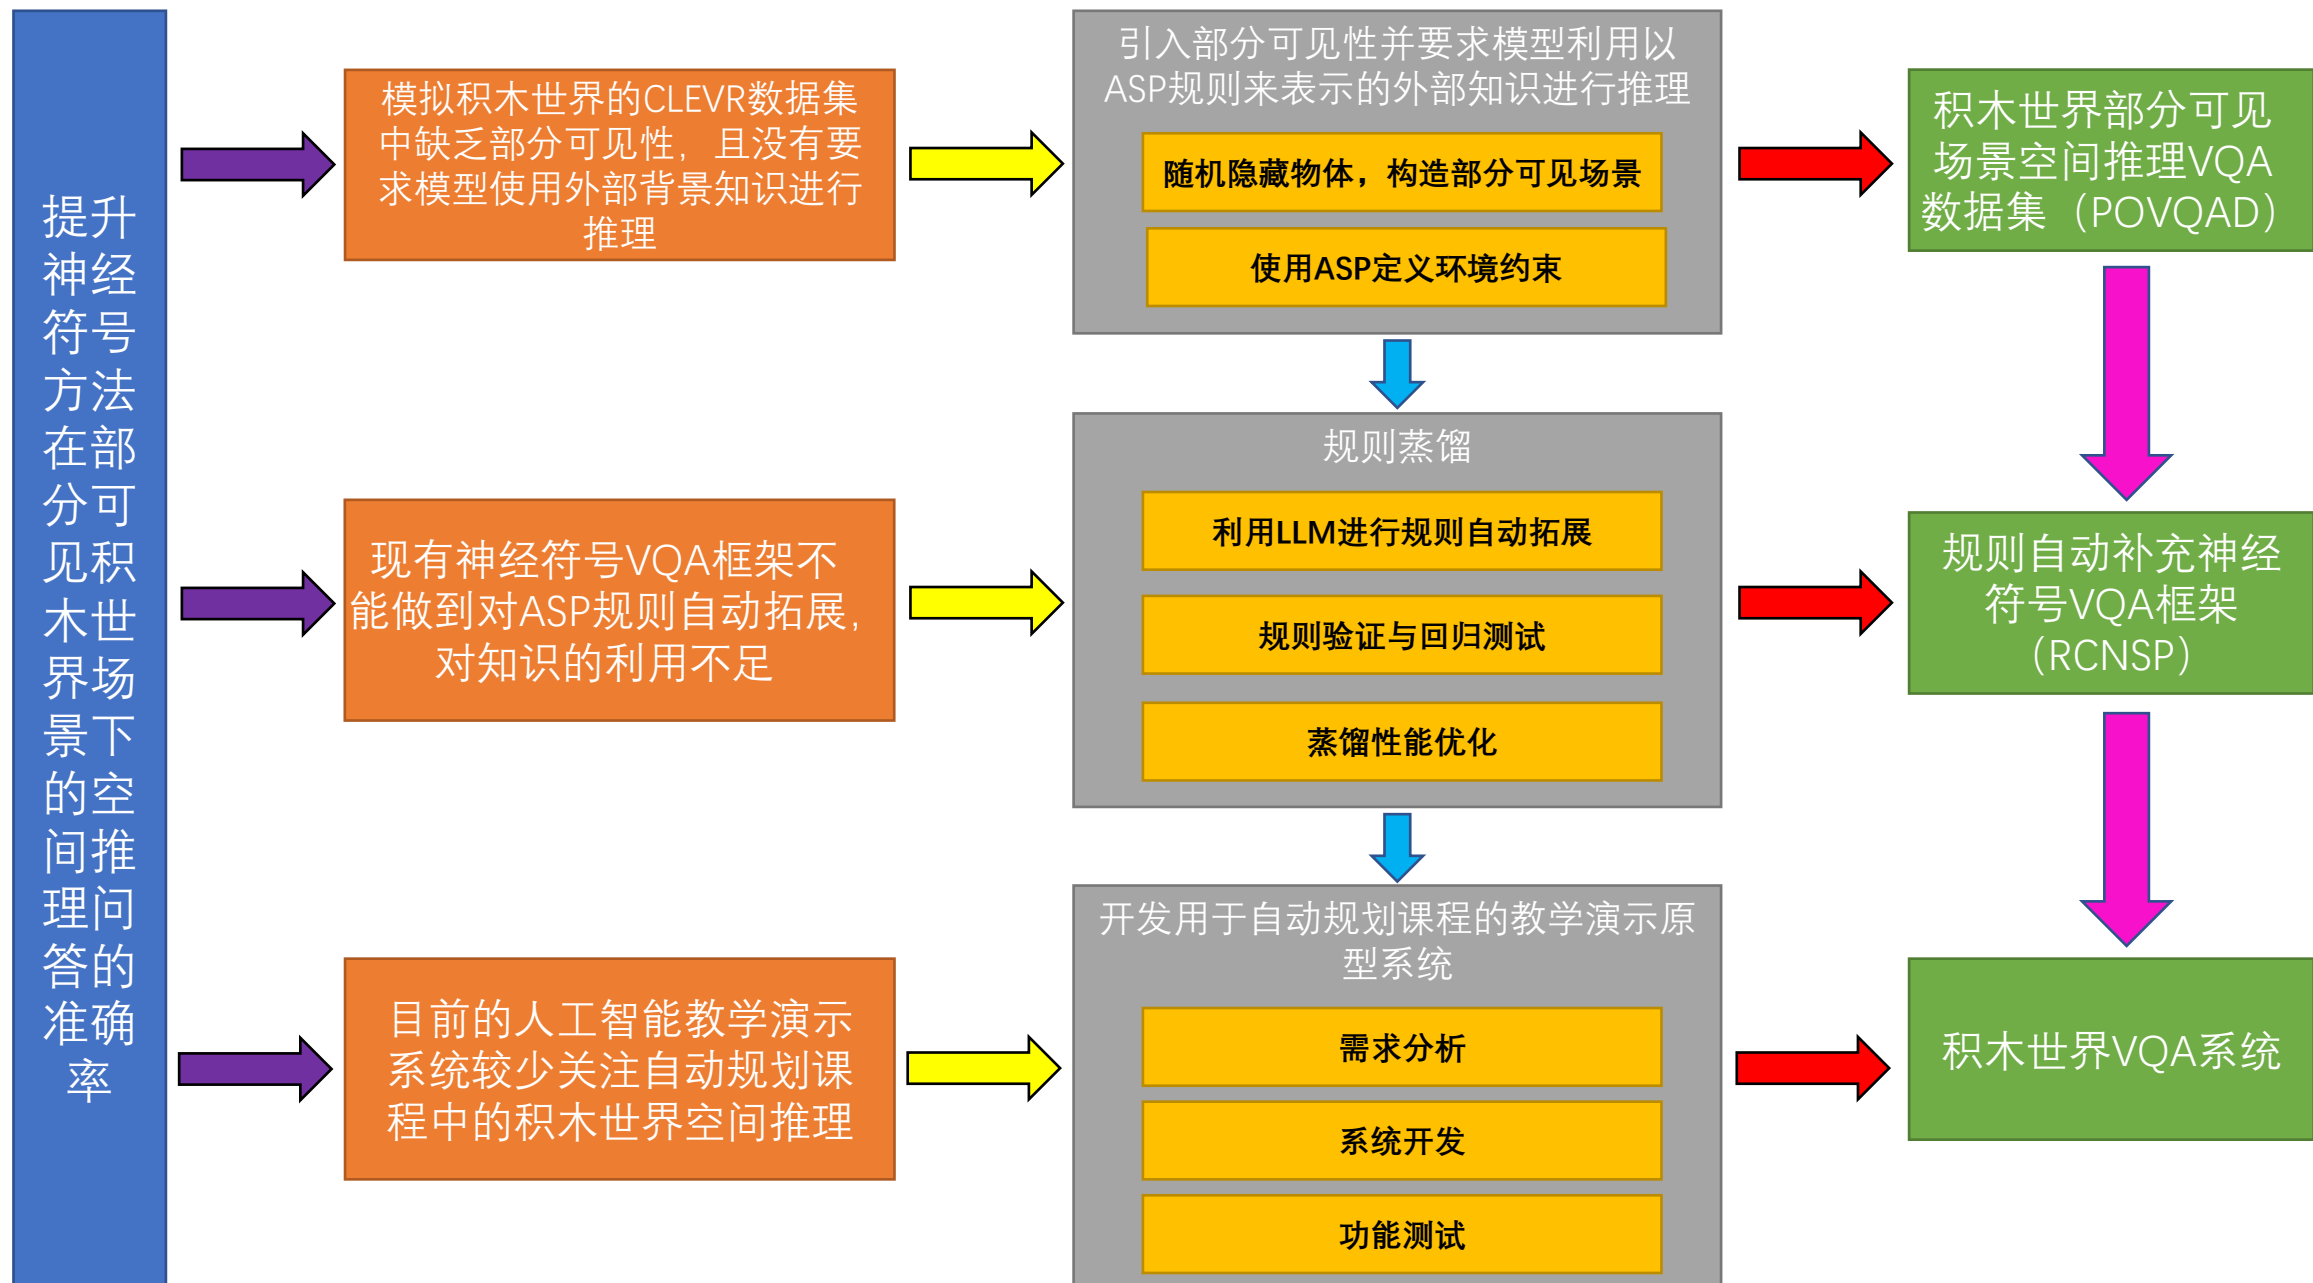 提升
神经
符号
方法
在部
分可
见积
木世
界场
景下
的空
间推
理问
答的
准确
率
模拟积木世界的CLEVR数据集
中缺乏部分可见性，且没有要
求模型使用外部背景知识进行
推理
引入部分可见性并要求模型利用以
ASP规则来表示的外部知识进行推理
随机隐藏物体，构造部分可见场景
使用ASP定义环境约束
积木世界部分可见
场景空间推理VQA
数据集（POVQAD）
现有神经符号VQA框架不
能做到对ASP规则自动拓展，
对知识的利用不足
规则蒸馏
利用LLM进行规则自动拓展
规则验证与回归测试
蒸馏性能优化
规则自动补充神经
符号VQA框架
（RCNSP）
目前的人工智能教学演示
系统较少关注自动规划课
程中的积木世界空间推理
开发用于自动规划课程的教学演示原
型系统
需求分析
系统开发
功能测试
积木世界VQA系统